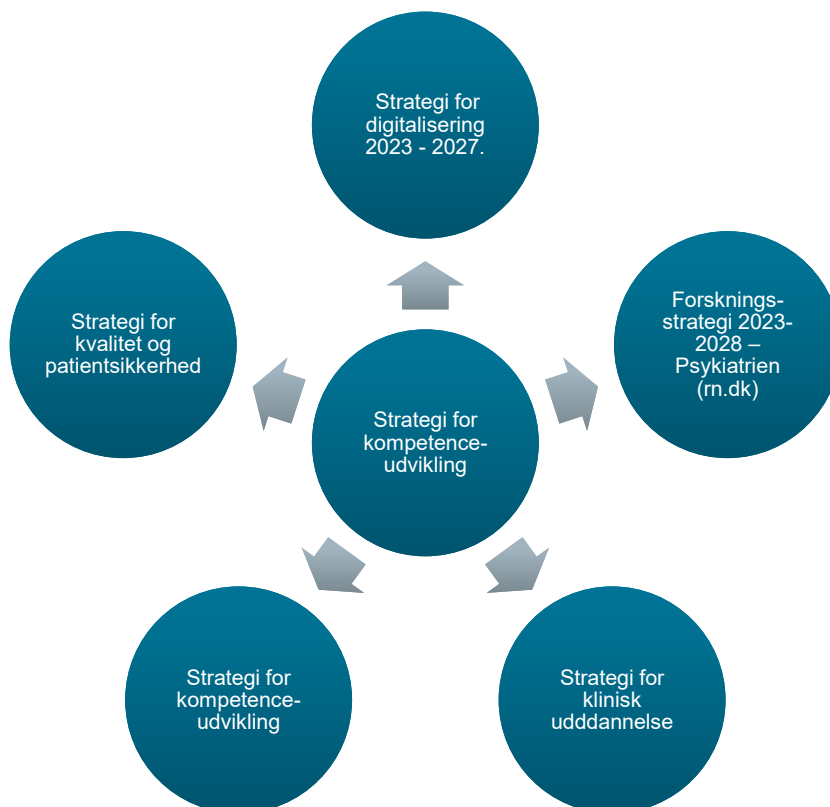 Strategi for
digitalisering
2023 - 2027.
Strategi for
kvalitet og
patientsikkerhed
Forsknings-
strategi 2023-
2028 –
Psykiatrien
(rn.dk)
Strategi for
kompetence-
udvikling
Strategi for
kompetence-
udvikling
Strategi for
klinisk
udddannelse